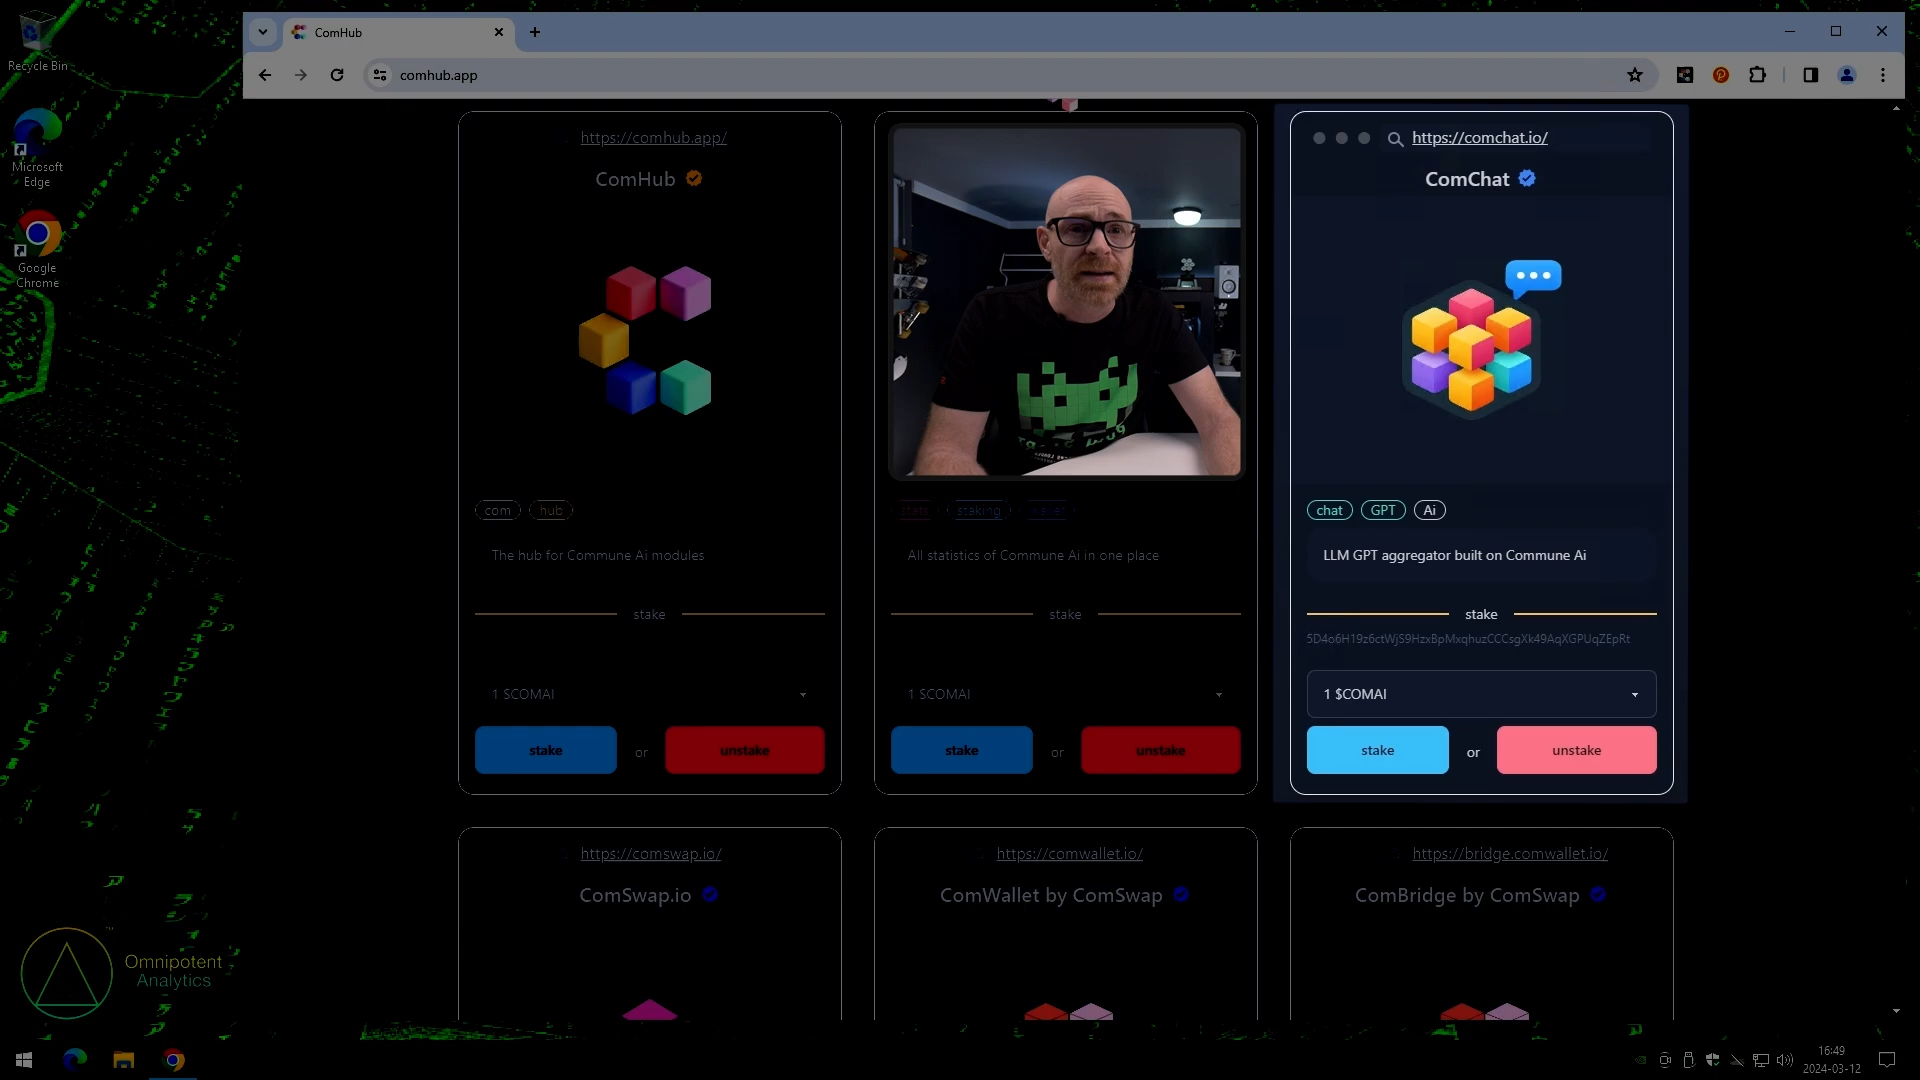 Recycle Bin
Microsoft
Edge
Google
Chrome
ComHub
comhub.app
https://comhub.app/
ComHub
com
hub
The hub for Commune Ai modules
stake
1 $COMAI
stake
or
unstake
stats
staking
All statistics of Commune Ai in one place
stake
1 $COMAI
stake
or
unstake
https://comchat.io/
ComChat
chat
GPT
Ai
LLM GPT aggregator built on Commune Ai
stake
5D4o6H19z6ctWjS9HzxBpMxqhuzCCCsgXk49AqXGPUqZEpRt
1 $COMAI
stake
or
unstake
https://comswap.io/
ComSwap.io
https://comwallet.io/
ComWallet by ComSwap
https://bridge.comwallet.io/
ComBridge by ComSwap
Omnipotent
Analytics
16:49
2024-03-12